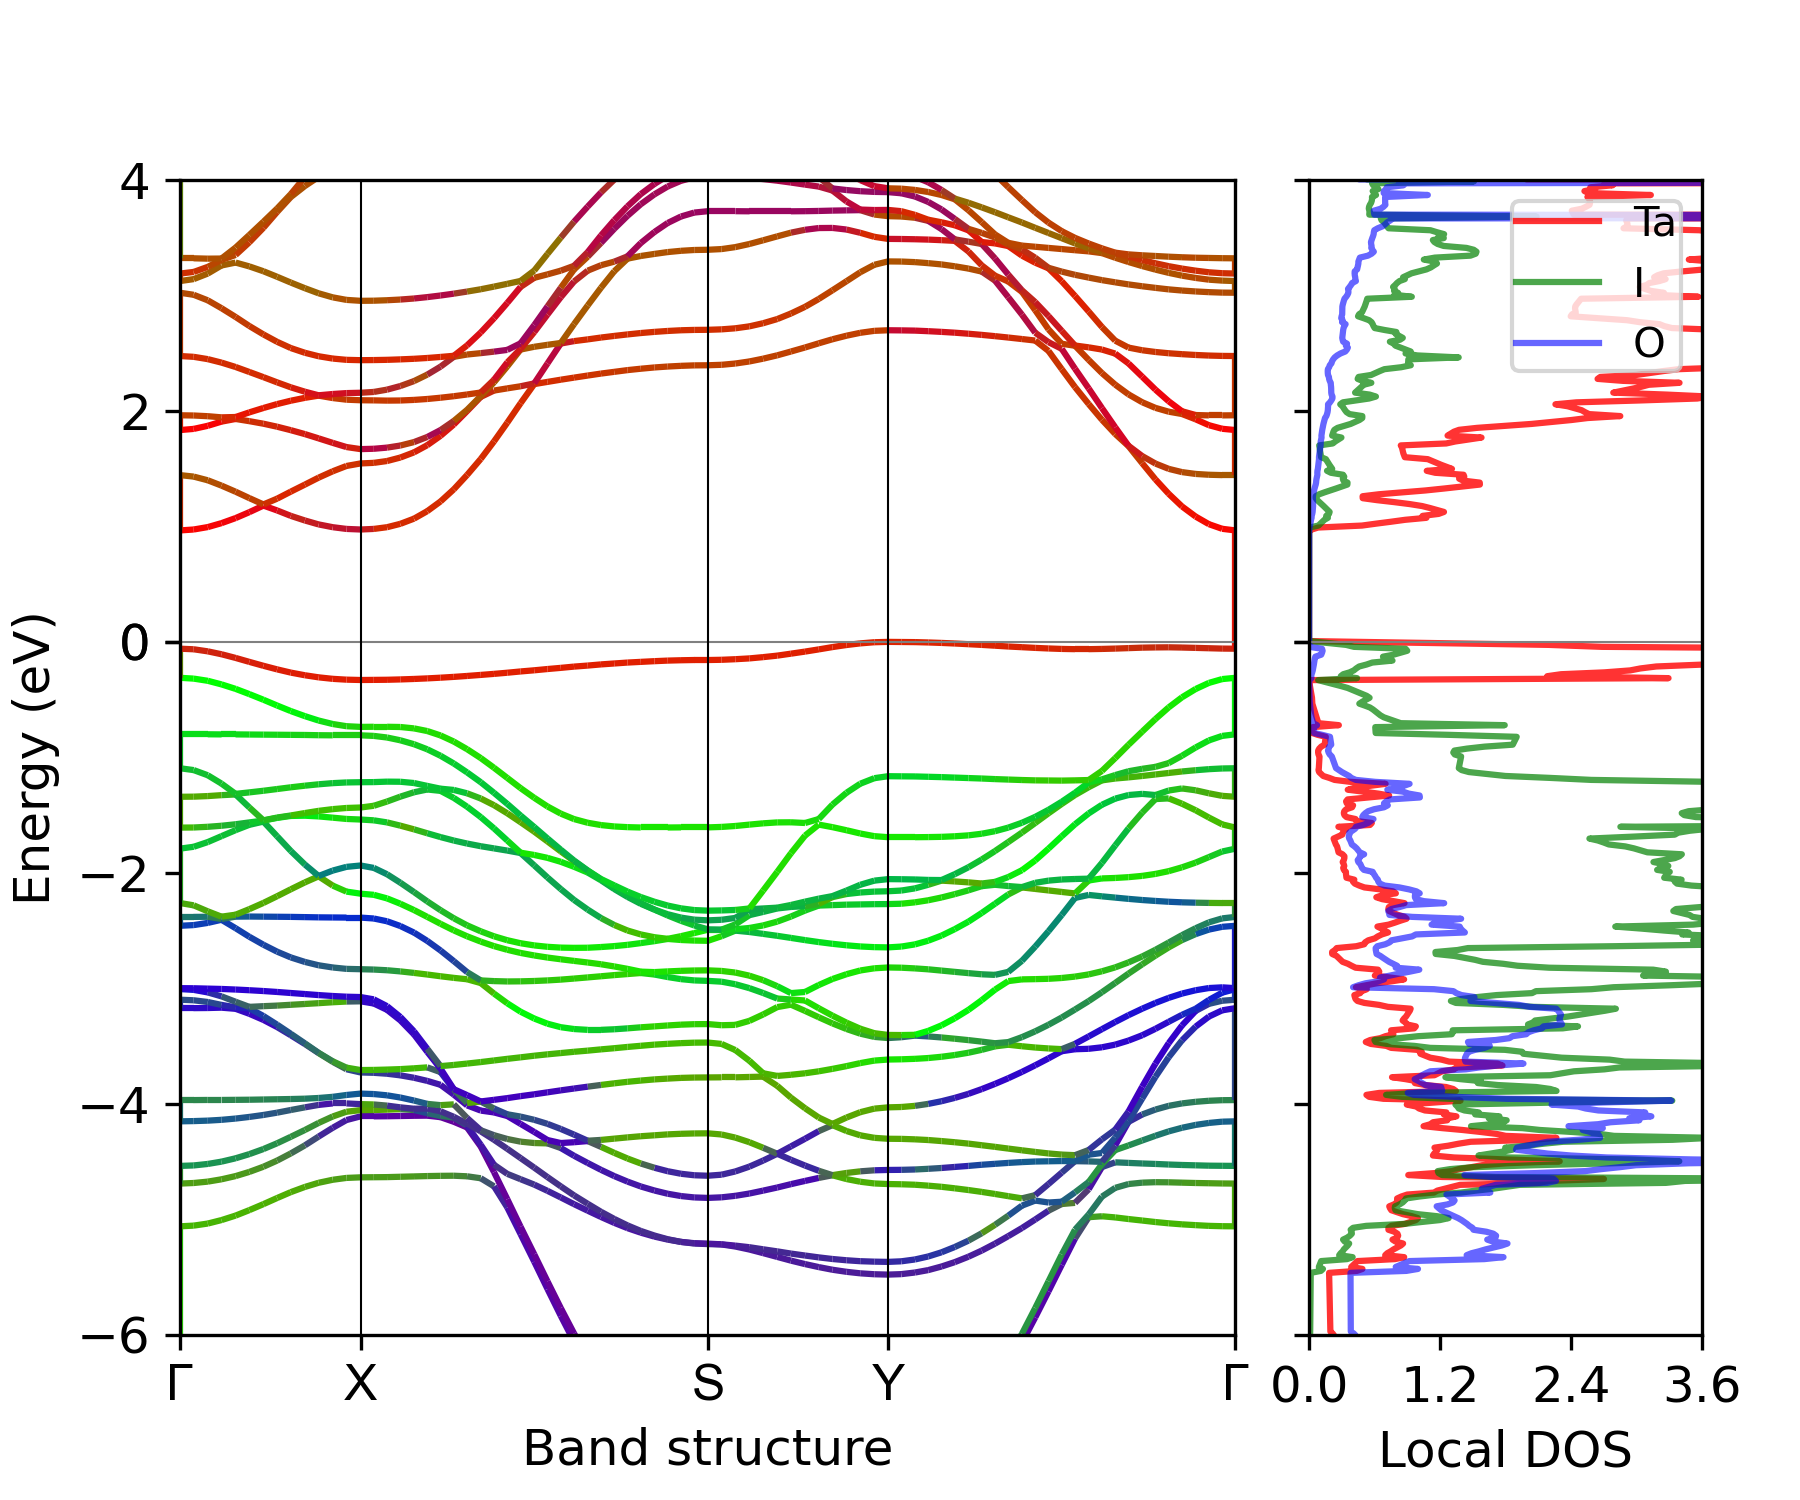 4
2
0
−2
−4
−6
Energy (eV)
Γ X S Y Γ
Band structure
Ta
I
O
0.0 1.2 2.4 3.6
Local DOS